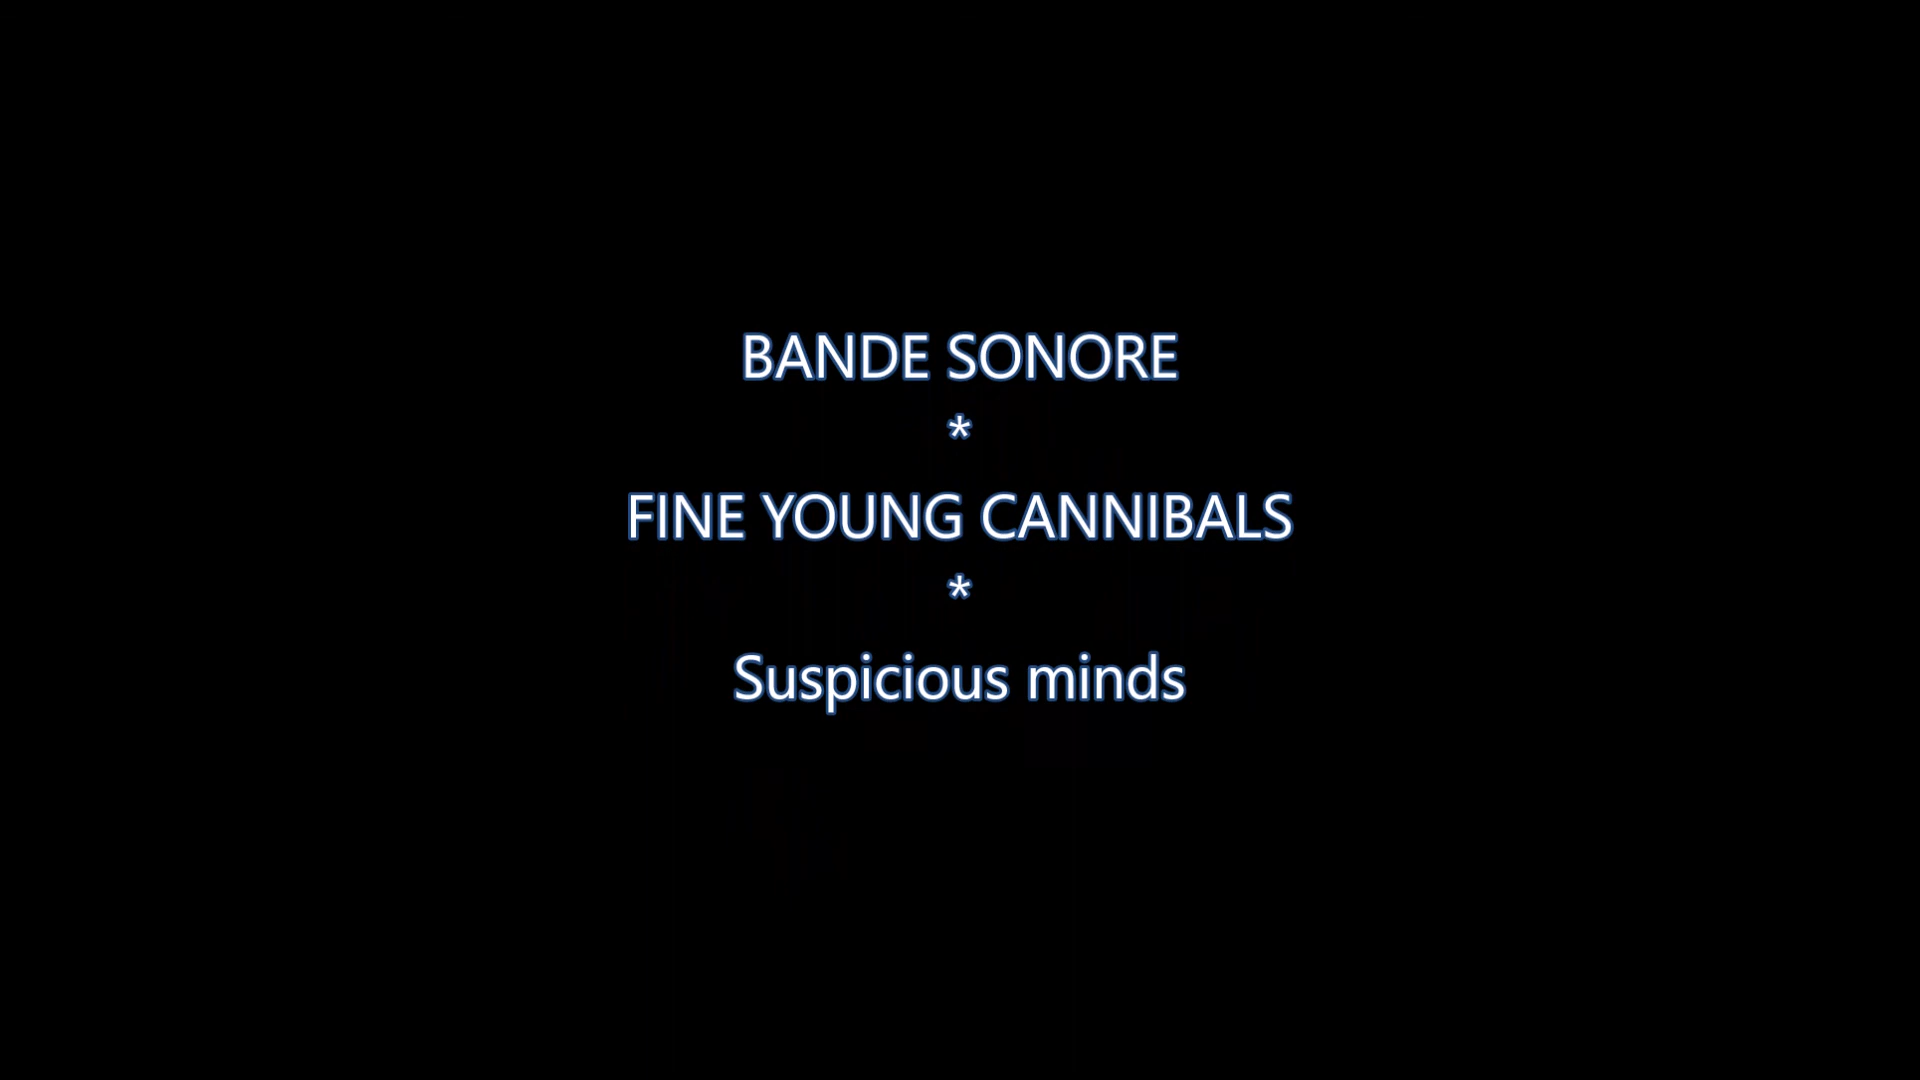 BANDE SONORE
*
FINE YOUNG CANNIBALS
*
Suspicious minds